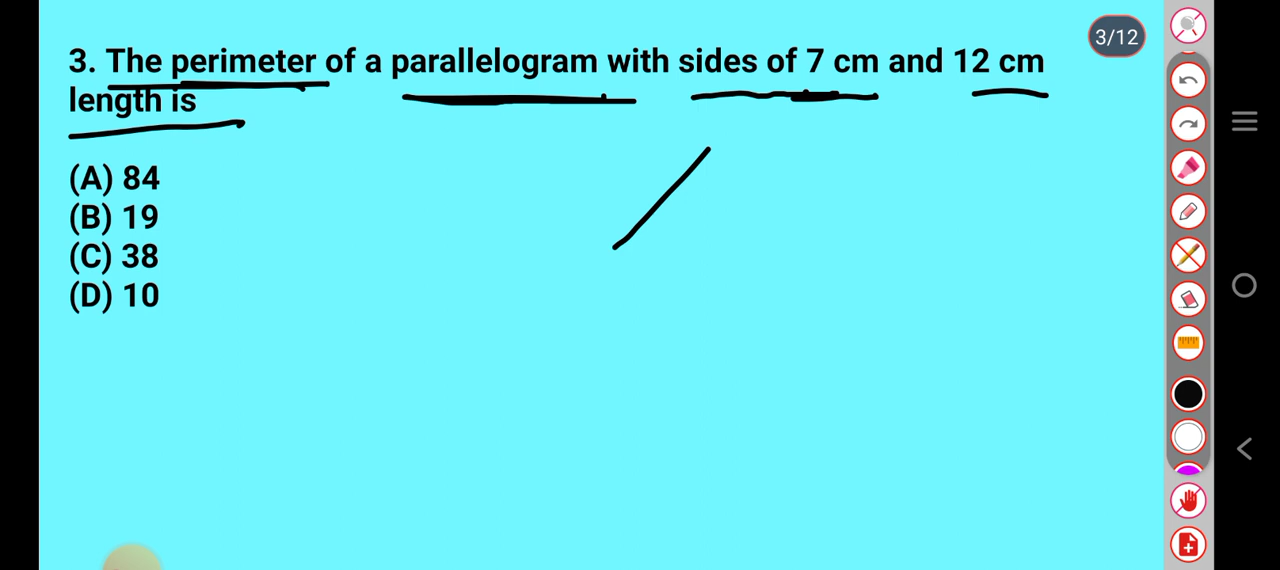 3. The perimeter of a parallelogram with sides of 7 cm and 12 cm
length is
(A) 84
(B) 19
(C) 38
(D) 10
3/12